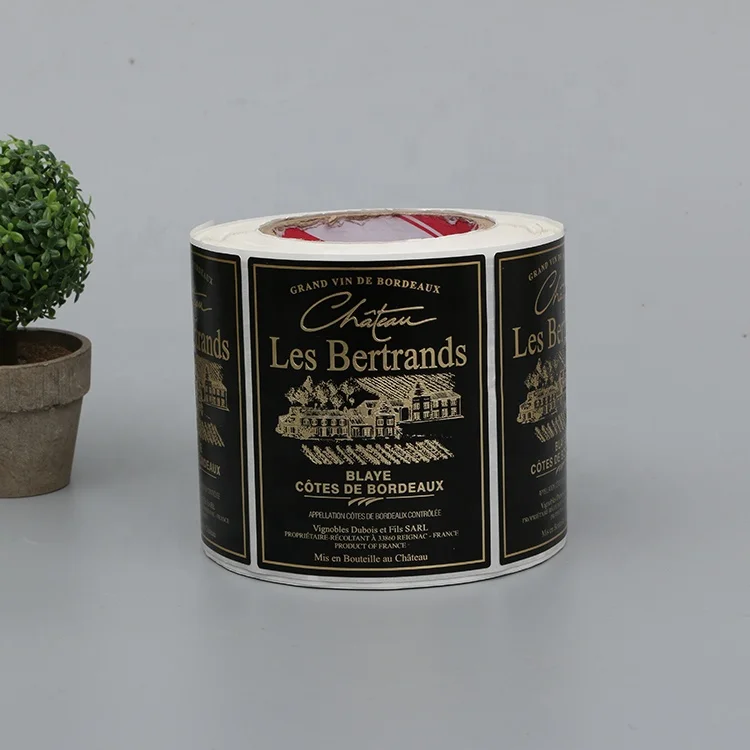 GRAND VIN DE BORDEAUX
Château
Les Bertrands
BLAYE
CÔTES DE BORDEAUX
APPELLATION CÔTES DE BORDEAUX CONTRÔLÉE
Vignobles Dubois et Fils SARL
PROPRIÉTAIRE-RÉCOLTANT À 33860 REIGNAC - FRANCE
PRODUCT OF FRANCE
Mis en Bouteille au Château